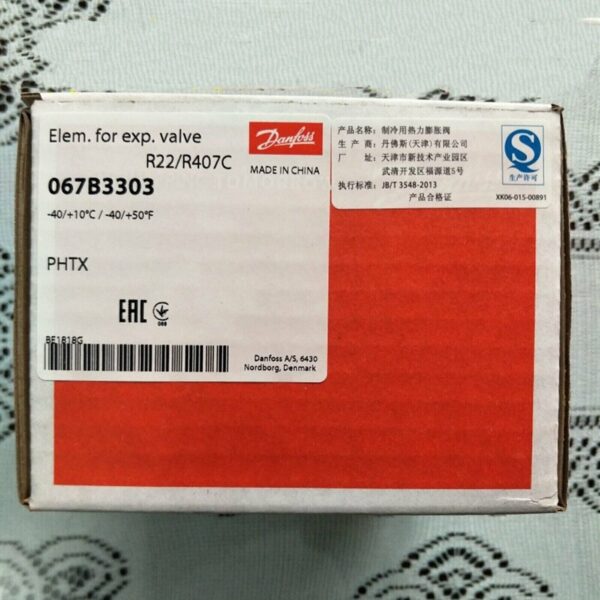 Elem. for exp. valve
R22/R407C
Danfoss
MADE IN CHINA
067B3303
-40/+10°C / -40/+50°F
PHTX
EAC
088
BE1818G
Danfoss A/S, 6430
Nordborg, Denmark
产品名称: 制冷用热力膨胀阀
生 产 商: 丹佛斯(天津)有限公司
厂 址: 天津市新技术产业园区
武清开发区福源道5号
执行标准: JB/T 3548-2013
产品合格证
生产许可
XK06-015-00891